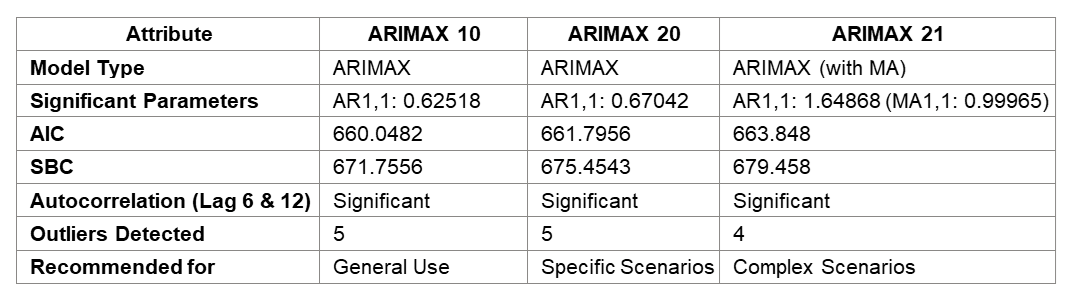 Attribute ARIMAX 10 ARIMAX 20 ARIMAX 21
Model Type ARIMAX ARIMAX ARIMAX (with MA)
Significant Parameters AR1,1: 0.62518 AR1,1: 0.67042 AR1,1: 1.64868 (MA1,1: 0.99965)
AIC 660.0482 661.7956 663.848
SBC 671.7556 675.4543 679.458
Autocorrelation (Lag 6 & 12) Significant Significant Significant
Outliers Detected 5 5 4
Recommended for General Use Specific Scenarios Complex Scenarios